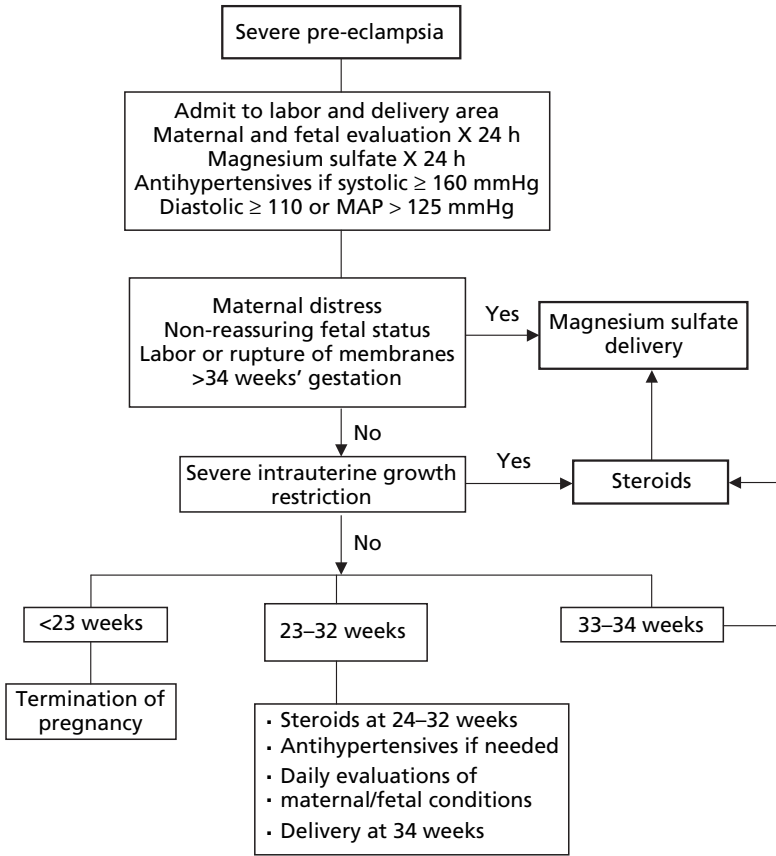 Severe pre-eclampsia
Admit to labor and delivery area
Maternal and fetal evaluation X 24 h
Magnesium sulfate X 24 h
Antihypertensives if systolic ≥ 160 mmHg
Diastolic ≥ 110 or MAP > 125 mmHg
Maternal distress
Non-reassuring fetal status
Labor or rupture of membranes
>34 weeks’ gestation
Yes
Magnesium sulfate
delivery
No
Severe intrauterine growth
restriction
Yes
Steroids
No
<23 weeks
23–32 weeks
33–34 weeks
Termination of
pregnancy
· Steroids at 24–32 weeks
· Antihypertensives if needed
· Daily evaluations of
· maternal/fetal conditions
· Delivery at 34 weeks